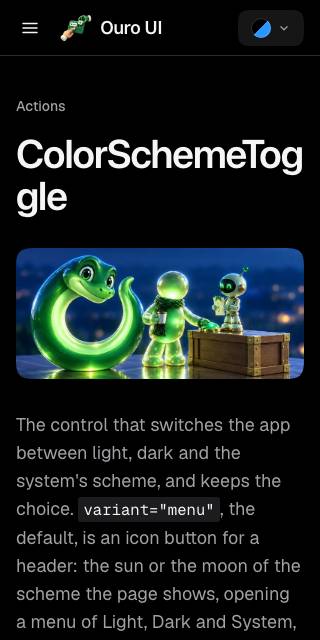 Ouro UI
Actions
ColorSchemeTog
gle
The control that switches the app
between light, dark and the
system's scheme, and keeps the
choice. variant="menu", the
default, is an icon button for a
header: the sun or the moon of the
scheme the page shows, opening
a menu of Light, Dark and System,